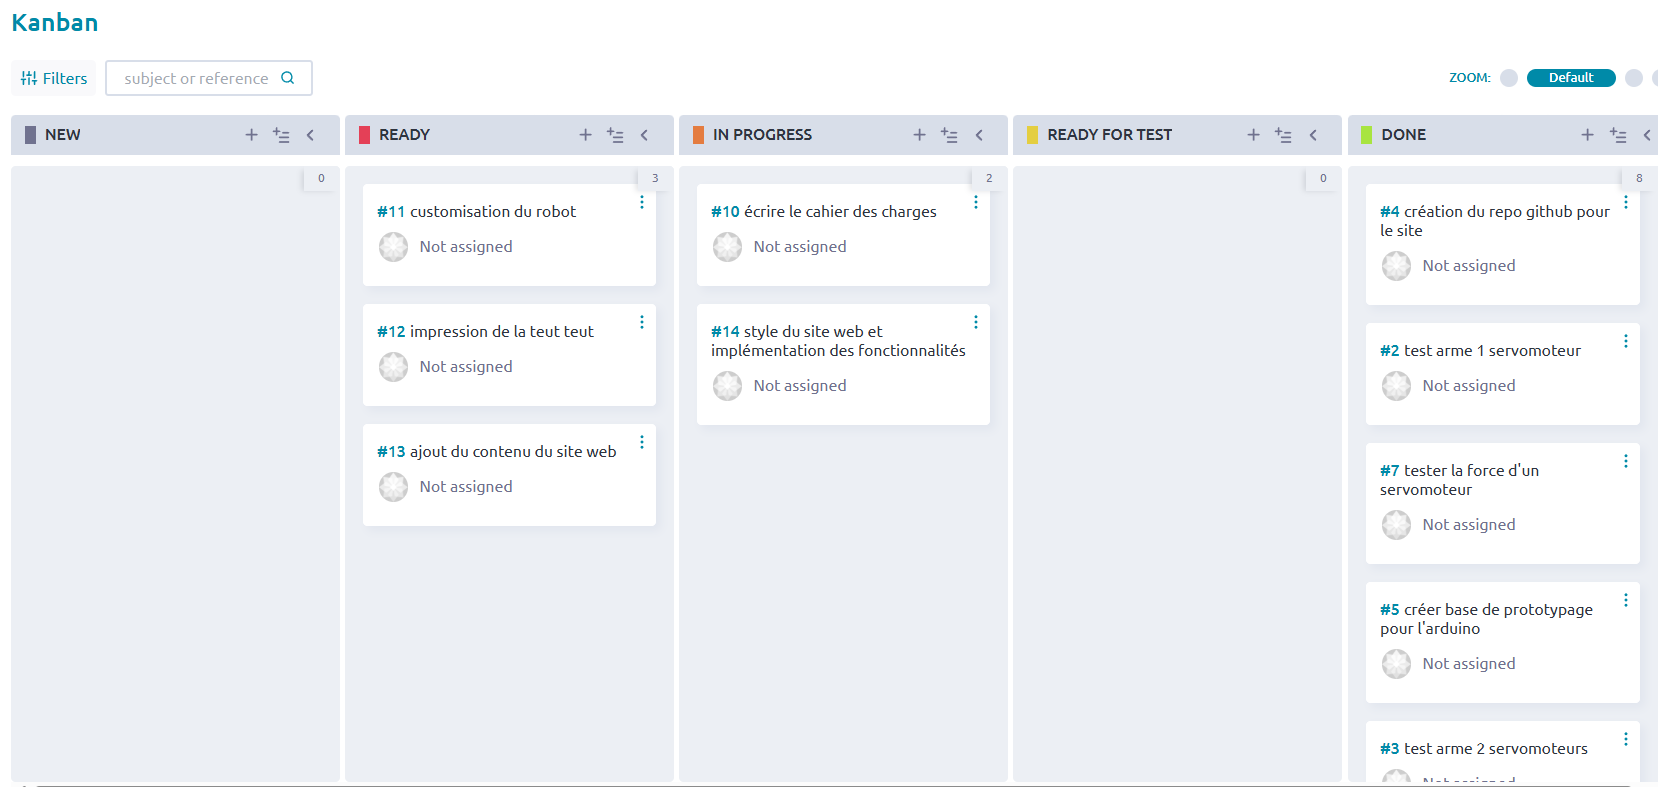 Kanban
Filters
subject or reference
ZOOM:
Default
NEW
READY
IN PROGRESS
READY FOR TEST
DONE
0
3
2
0
8
#11 customisation du robot
Not assigned
#12 impression de la teut teut
Not assigned
#13 ajout du contenu du site web
Not assigned
#10 écrire le cahier des charges
Not assigned
#14 style du site web et
implémentation des fonctionnalités
Not assigned
#4 création du repo github pour
le site
Not assigned
#2 test arme 1 servomoteur
Not assigned
#7 tester la force d'un
servomoteur
Not assigned
#5 créer base de prototypage
pour l'arduino
Not assigned
#3 test arme 2 servomoteurs
Not assigned